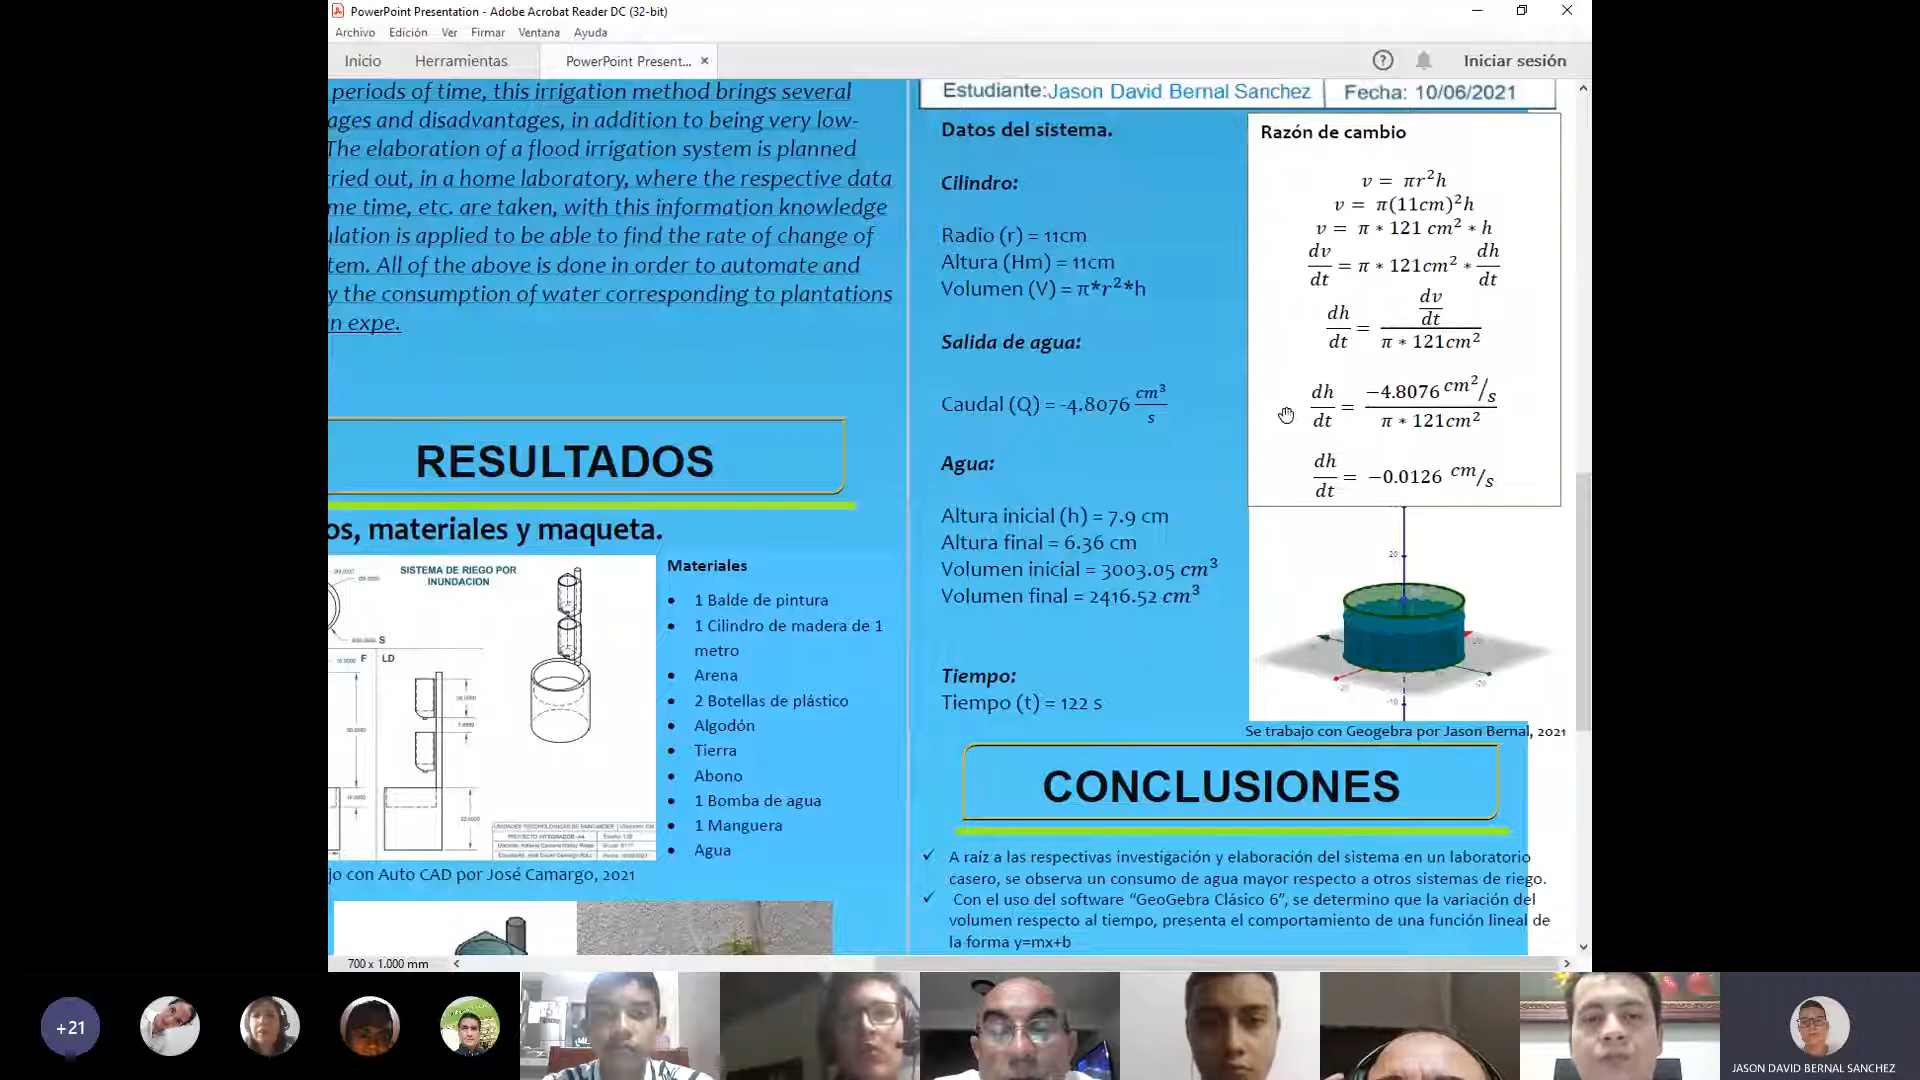 PowerPoint Presentation - Adobe Acrobat Reader DC (32-bit)
Archivo Edición Ver Firmar Ventana Ayuda
Inicio Herramientas PowerPoint Present... × Iniciar sesión
periods of time, this irrigation method brings several
ages and disadvantages, in addition to being very low-
The elaboration of a flood irrigation system is planned
rried out, in a home laboratory, where the respective data
me time, etc. are taken, with this information knowledge
ulation is applied to be able to find the rate of change of
tem. All of the above is done in order to automate and
y the consumption of water corresponding to plantations
n expe.
RESULTADOS
os, materiales y maqueta.
SISTEMA DE RIEGO POR
INUNDACION
S
F LD
jo con Auto CAD por José Camargo, 2021
Materiales
• 1 Balde de pintura
• 1 Cilindro de madera de 1
metro
• Arena
• 2 Botellas de plástico
• Algodón
• Tierra
• Abono
• 1 Bomba de agua
• 1 Manguera
• Agua
Estudiante: Jason David Bernal Sanchez Fecha: 10/06/2021
Datos del sistema.
Cilindro:
Radio (r) = 11cm
Altura (Hm) = 11cm
Volumen (V) = π*r²*h
Salida de agua:
Caudal (Q) = -4.8076 cm³/s
Agua:
Altura inicial (h) = 7.9 cm
Altura final = 6.36 cm
Volumen inicial = 3003.05 cm³
Volumen final = 2416.52 cm³
Tiempo:
Tiempo (t) = 122 s
Razón de cambio
v = πr²h
v = π(11cm)²h
v = π * 121 cm² * h
dv/dt = π * 121cm² * dh/dt
dh/dt = (dv/dt)/(π * 121cm²)
dh/dt = (−4.8076 cm²/s)/(π * 121cm²)
dh/dt = −0.0126 cm/s
20
-20
-20
-10
Se trabajo con Geogebra por Jason Bernal, 2021
CONCLUSIONES
✓ A raíz a las respectivas investigación y elaboración del sistema en un laboratorio
casero, se observa un consumo de agua mayor respecto a otros sistemas de riego.
✓ Con el uso del software “GeoGebra Clásico 6”, se determino que la variación del
volumen respecto al tiempo, presenta el comportamiento de una función lineal de
la forma y=mx+b
700 x 1.000 mm
+21
JASON DAVID BERNAL SANCHEZ